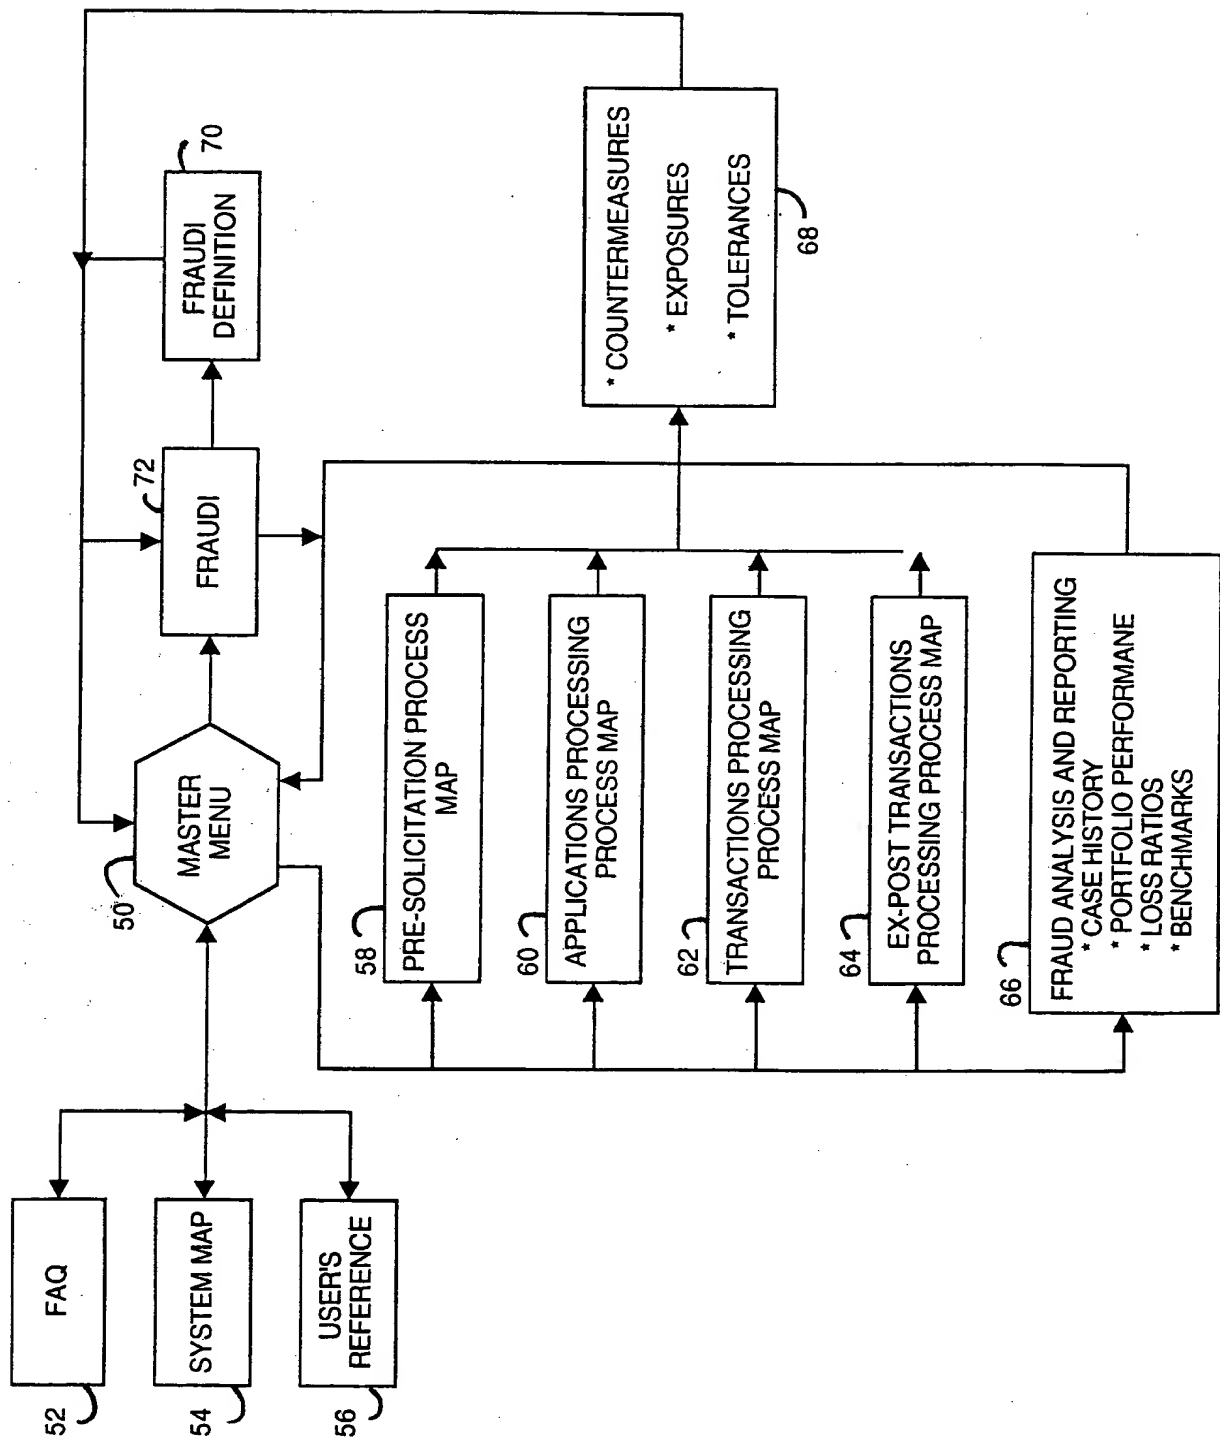 52
FAQ
54
SYSTEM MAP
56
USER'S
REFERENCE
50
MASTER
MENU
72
FRAUDI
70
FRAUDI
DEFINITION
58
PRE-SOLICITATION PROCESS
MAP
60
APPLICATIONS PROCESSING
PROCESS MAP
62
TRANSACTIONS PROCESSING
PROCESS MAP
64
EX-POST TRANSACTIONS
PROCESSING PROCESS MAP
66
FRAUD ANALYSIS AND REPORTING
* CASE HISTORY
* PORTFOLIO PERFORMANE
* LOSS RATIOS
* BENCHMARKS
* COUNTERMEASURES
* EXPOSURES
* TOLERANCES
68